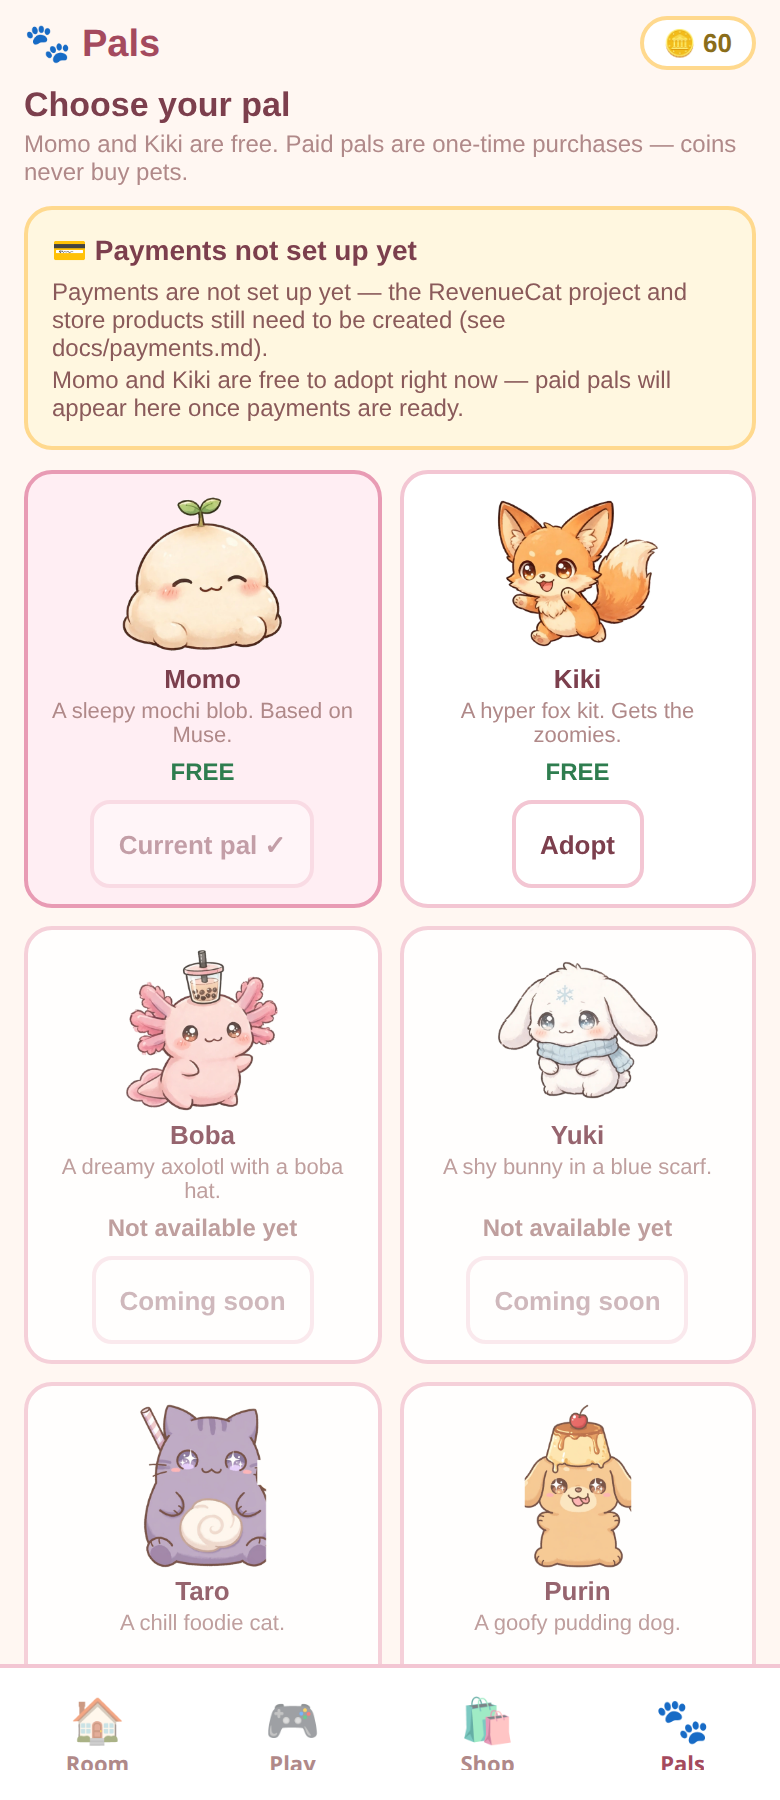 Pals
60
Choose your pal
Momo and Kiki are free. Paid pals are one-time purchases — coins
never buy pets.
Payments not set up yet
Payments are not set up yet — the RevenueCat project and
store products still need to be created (see
docs/payments.md).
Momo and Kiki are free to adopt right now — paid pals will
appear here once payments are ready.
Momo
A sleepy mochi blob. Based on
Muse.
FREE
Current pal ✓
Kiki
A hyper fox kit. Gets the
zoomies.
FREE
Adopt
Boba
A dreamy axolotl with a boba
hat.
Not available yet
Coming soon
Yuki
A shy bunny in a blue scarf.
Not available yet
Coming soon
Taro
A chill foodie cat.
Purin
A goofy pudding dog.
Room
Play
Shop
Pals